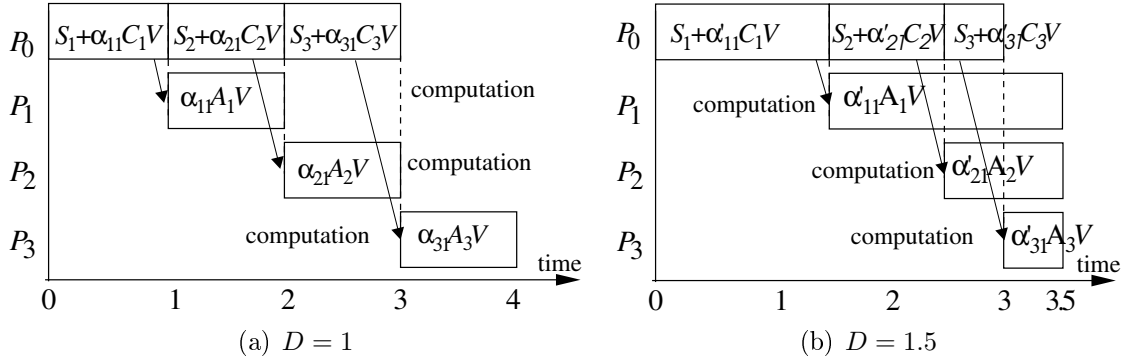 P₀ S₁+α₁₁C₁V S₂+α₂₁C₂V S₃+α₃₁C₃V
computation
P₁ α₁₁A₁V
computation
P₂ α₂₁A₂V
P₃ computation α₃₁A₃V
time
0 1 2 3 4
(a) D = 1
P₀ S₁+α'₁₁C₁V S₂+α'₂₁C₂V S₃+α'₃₁C₃V
P₁ computation α'₁₁A₁V
P₂ computation α'₂₁A₂V
P₃ computation α'₃₁A₃V
time
0 1 2 3 3.5
(b) D = 1.5